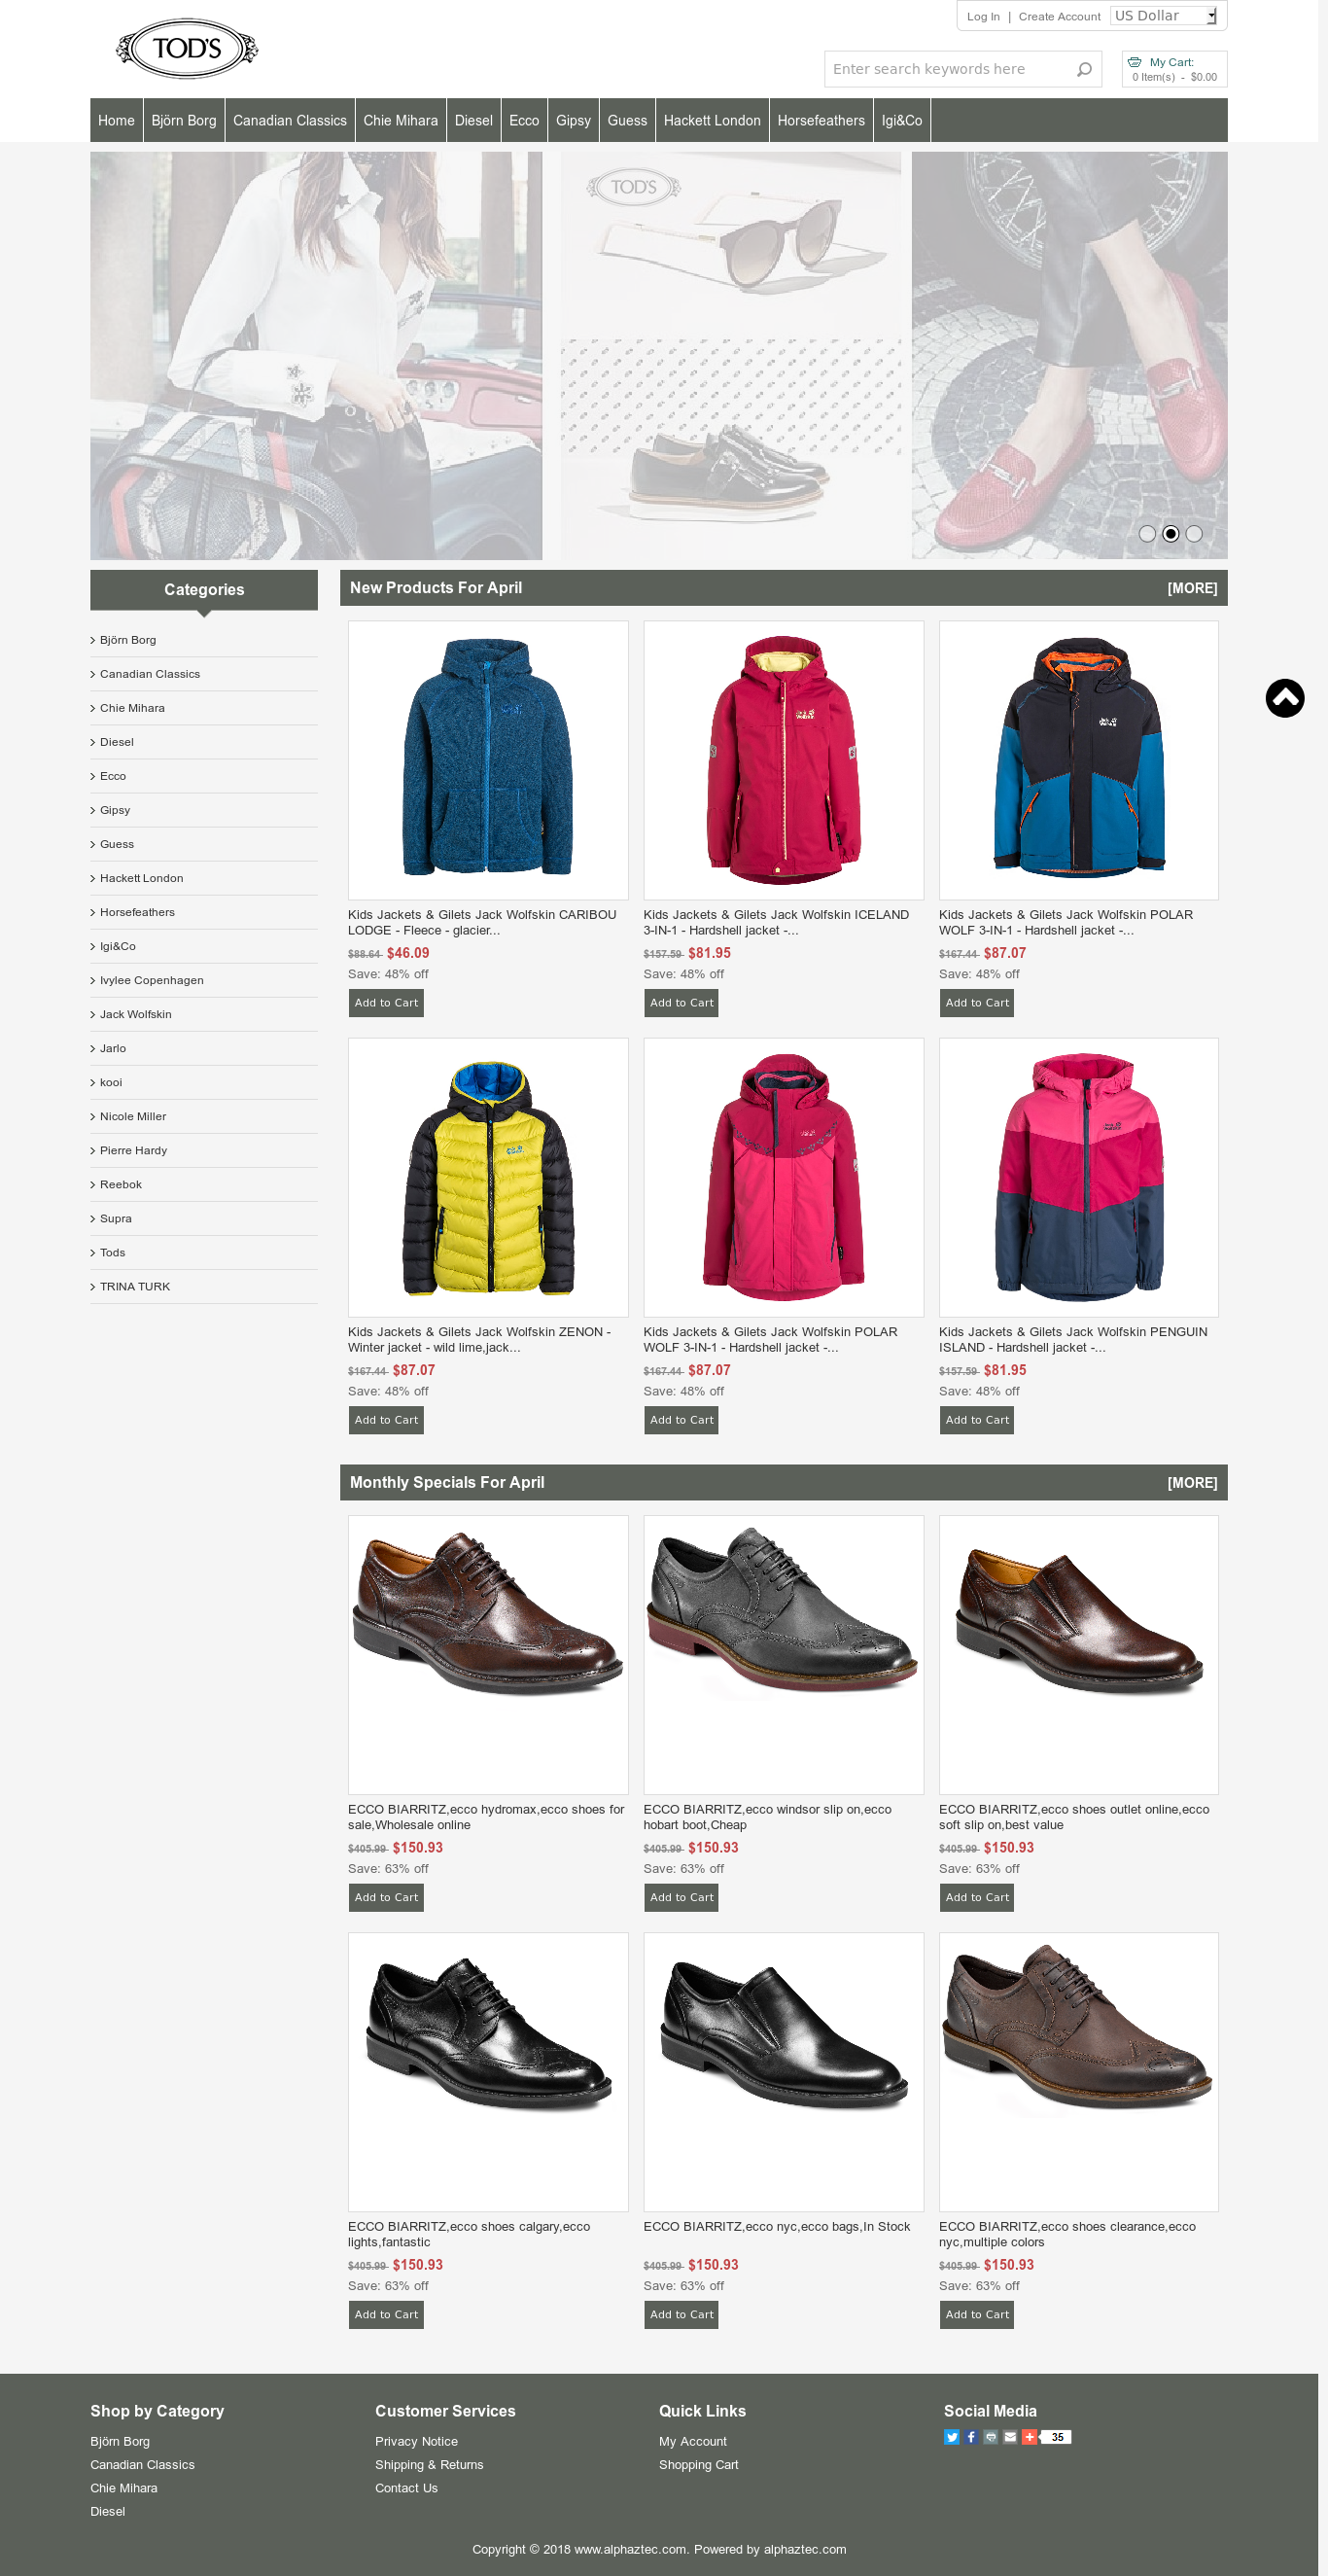 Log In | Create Account US Dollar
TOD'S
Enter search keywords here
My Cart:
0 Item(s) - $0.00
Home Björn Borg Canadian Classics Chie Mihara Diesel Ecco Gipsy Guess Hackett London Horsefeathers Igi&Co
TOD'S
Categories
Björn Borg
Canadian Classics
Chie Mihara
Diesel
Ecco
Gipsy
Guess
Hackett London
Horsefeathers
Igi&Co
Ivylee Copenhagen
Jack Wolfskin
Jarlo
kooi
Nicole Miller
Pierre Hardy
Reebok
Supra
Tods
TRINA TURK
New Products For April [MORE]
Kids Jackets & Gilets Jack Wolfskin CARIBOU
LODGE - Fleece - glacier...
$88.64 $46.09
Save: 48% off
Add to Cart
Kids Jackets & Gilets Jack Wolfskin ICELAND
3-IN-1 - Hardshell jacket -...
$157.59 $81.95
Save: 48% off
Add to Cart
Kids Jackets & Gilets Jack Wolfskin POLAR
WOLF 3-IN-1 - Hardshell jacket -...
$167.44 $87.07
Save: 48% off
Add to Cart
Kids Jackets & Gilets Jack Wolfskin ZENON -
Winter jacket - wild lime,jack...
$167.44 $87.07
Save: 48% off
Add to Cart
Kids Jackets & Gilets Jack Wolfskin POLAR
WOLF 3-IN-1 - Hardshell jacket -...
$167.44 $87.07
Save: 48% off
Add to Cart
Kids Jackets & Gilets Jack Wolfskin PENGUIN
ISLAND - Hardshell jacket -...
$157.59 $81.95
Save: 48% off
Add to Cart
Monthly Specials For April [MORE]
ECCO BIARRITZ,ecco hydromax,ecco shoes for
sale,Wholesale online
$405.99 $150.93
Save: 63% off
Add to Cart
ECCO BIARRITZ,ecco windsor slip on,ecco
hobart boot,Cheap
$405.99 $150.93
Save: 63% off
Add to Cart
ECCO BIARRITZ,ecco shoes outlet online,ecco
soft slip on,best value
$405.99 $150.93
Save: 63% off
Add to Cart
ECCO BIARRITZ,ecco shoes calgary,ecco
lights,fantastic
$405.99 $150.93
Save: 63% off
Add to Cart
ECCO BIARRITZ,ecco nyc,ecco bags,In Stock
$405.99 $150.93
Save: 63% off
Add to Cart
ECCO BIARRITZ,ecco shoes clearance,ecco
nyc,multiple colors
$405.99 $150.93
Save: 63% off
Add to Cart
Shop by Category
Björn Borg
Canadian Classics
Chie Mihara
Diesel
Customer Services
Privacy Notice
Shipping & Returns
Contact Us
Quick Links
My Account
Shopping Cart
Social Media
35
Copyright © 2018 www.alphaztec.com. Powered by alphaztec.com